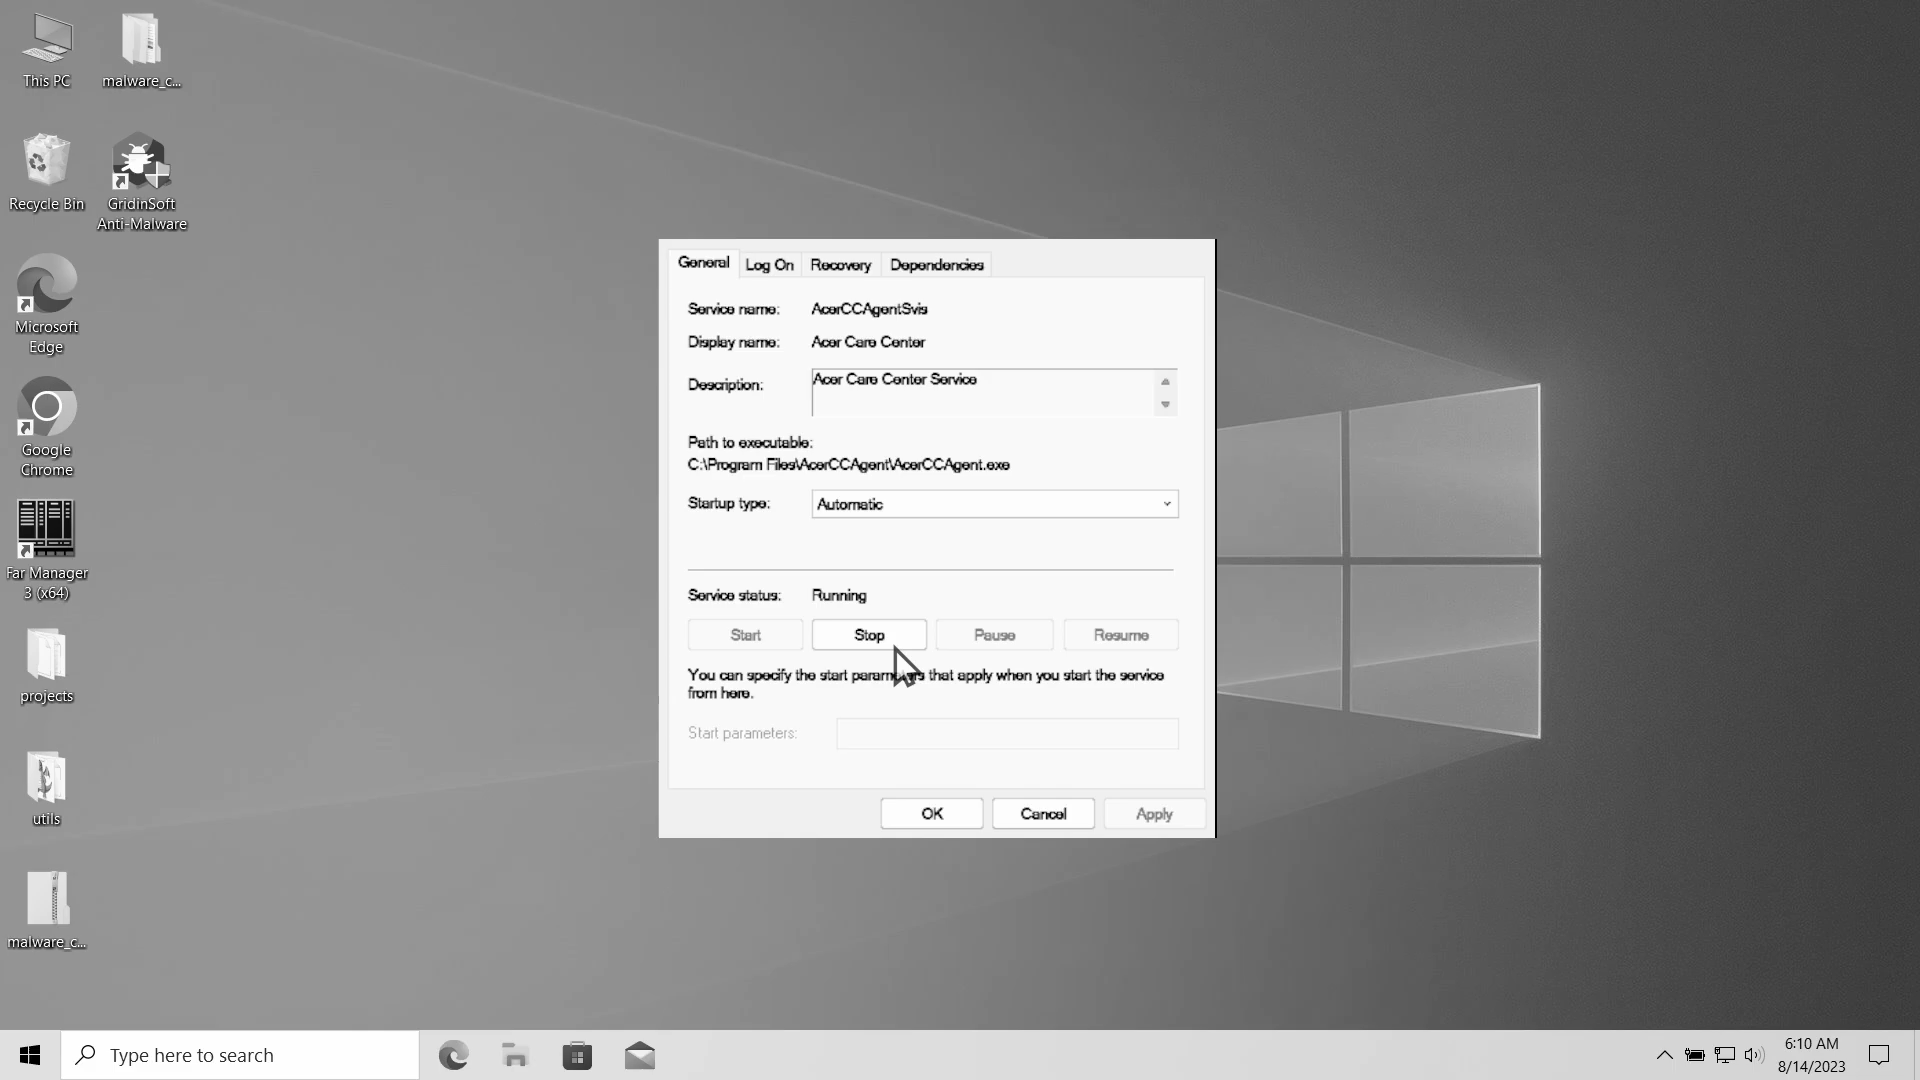 This PC
malware_c...
Recycle Bin
GridinSoft
Anti-Malware
Microsoft
Edge
Google
Chrome
Far Manager
3 (x64)
projects
utils
malware_c...
General
Log On
Recovery
Dependencies
Service name: AcerCCAgentSvis
Display name: Acer Care Center
Description: Acer Care Center Service
Path to executable:
C:\Program Files\AcerCCAgent\AcerCCAgent.exe
Startup type: Automatic
Service status: Running
Start
Stop
Pause
Resume
You can specify the start parameters that apply when you start the service
from here.
Start parameters:
OK
Cancel
Apply
Type here to search
6:10 AM
8/14/2023